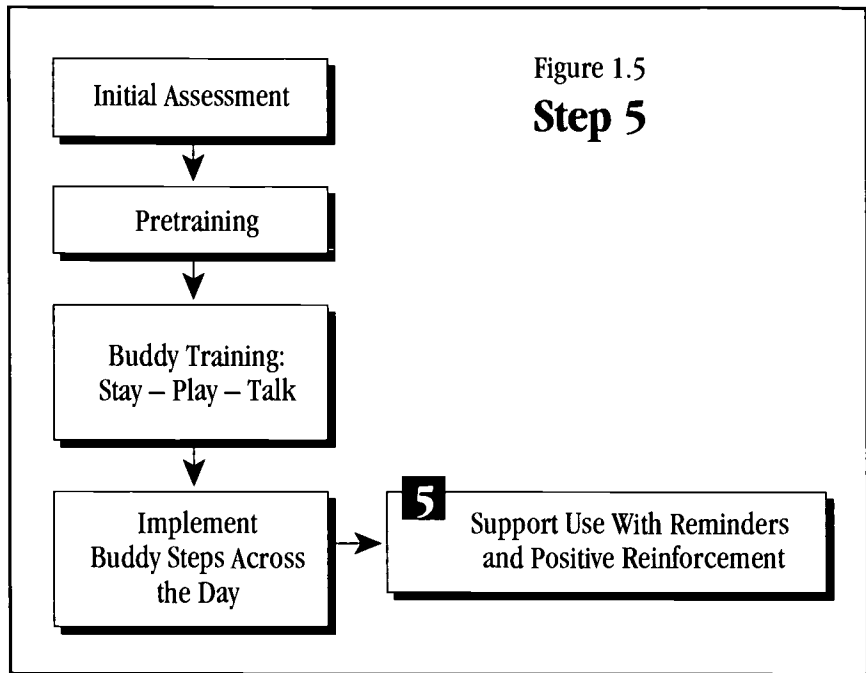 Figure 1.5
Step 5
Initial Assessment
Pretraining
Buddy Training:
Stay – Play – Talk
Implement
Buddy Steps Across
the Day
5
Support Use With Reminders
and Positive Reinforcement